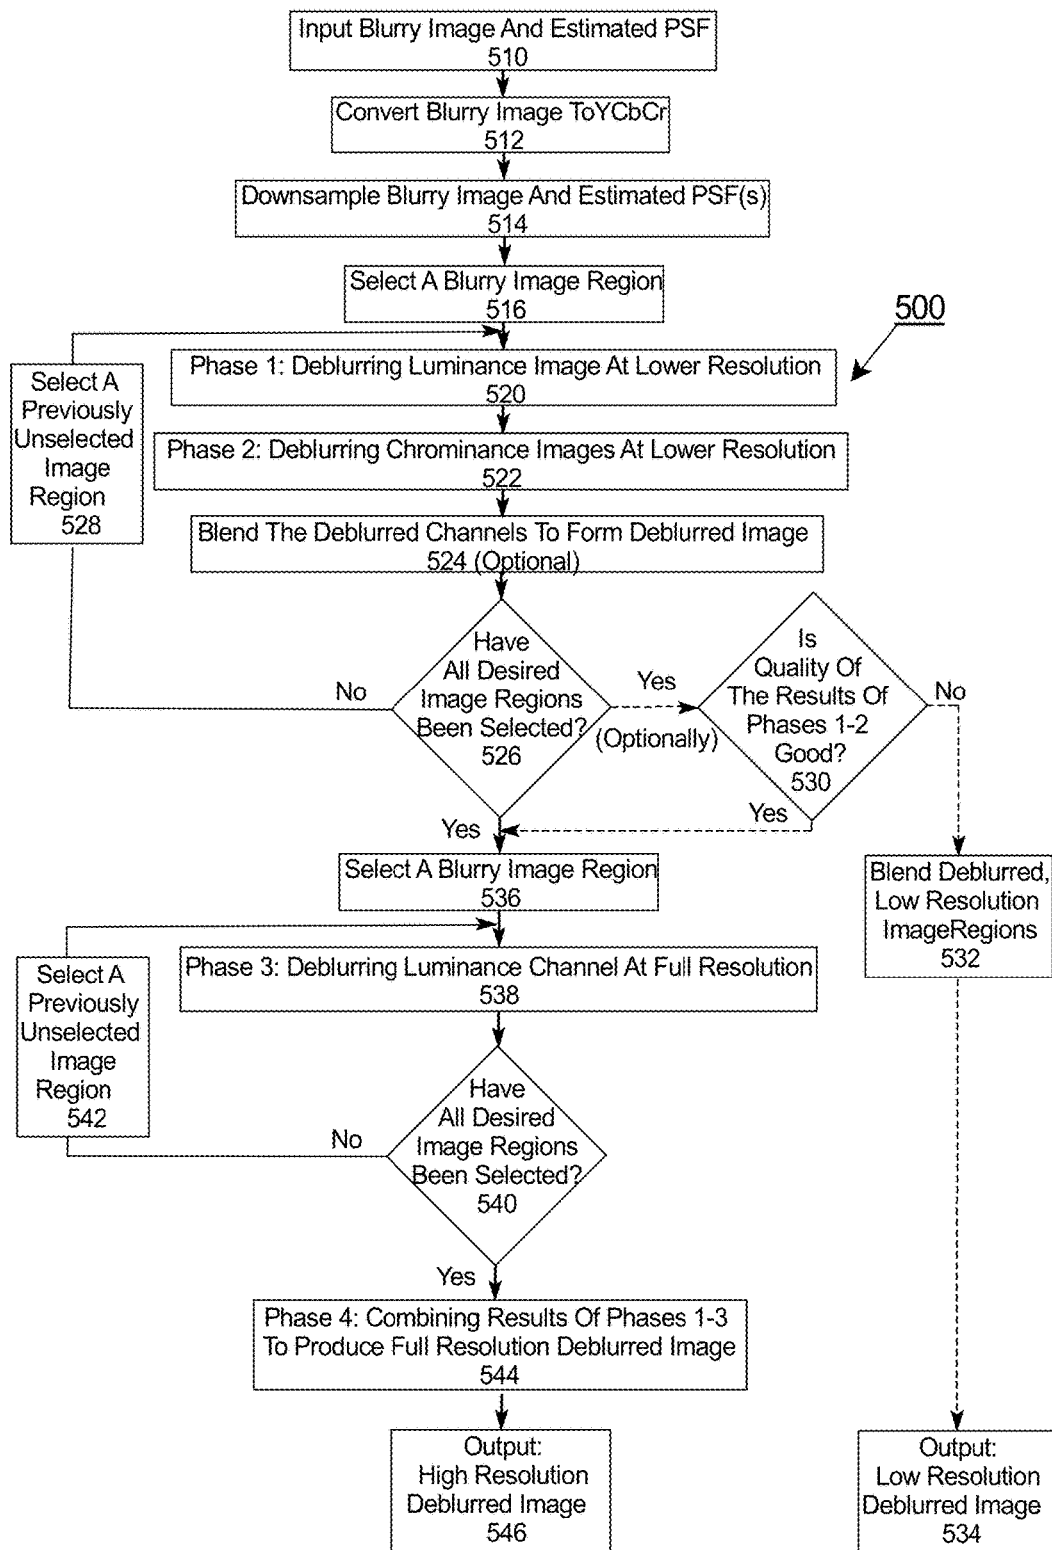 Input Blurry Image And Estimated PSF
510
Convert Blurry Image ToYCbCr
512
Downsample Blurry Image And Estimated PSF(s)
514
Select A Blurry Image Region
516
500
Phase 1: Deblurring Luminance Image At Lower Resolution
520
Select A
Previously
Unselected
Image
Region
528
Phase 2: Deblurring Chrominance Images At Lower Resolution
522
Blend The Deblurred Channels To Form Deblurred Image
524 (Optional)
Have
All Desired
Image Regions
Been Selected?
526
No
Yes
(Optionally)
Is
Quality Of
The Results Of
Phases 1-2
Good?
530
No
Yes
Yes
Select A Blurry Image Region
536
Blend Deblurred,
Low Resolution
ImageRegions
532
Phase 3: Deblurring Luminance Channel At Full Resolution
538
Select A
Previously
Unselected
Image
Region
542
Have
All Desired
Image Regions
Been Selected?
540
No
Yes
Phase 4: Combining Results Of Phases 1-3
To Produce Full Resolution Deblurred Image
544
Output:
High Resolution
Deblurred Image
546
Output:
Low Resolution
Deblurred Image
534